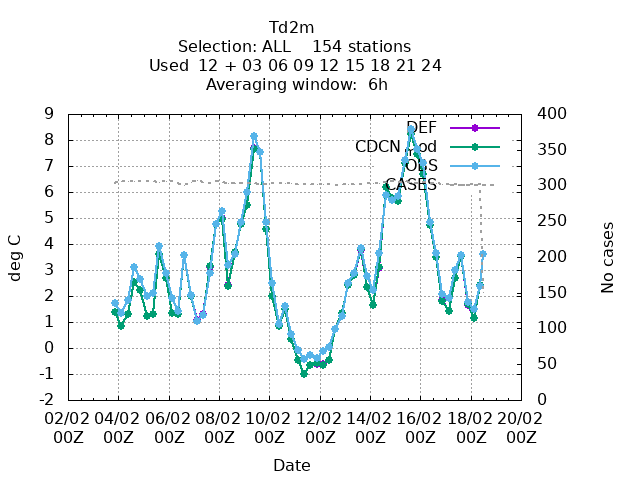 Td2m
Selection: ALL    154 stations
Used  12 + 03 06 09 12 15 18 21 24
Averaging window:  6h
9
8
7
6
5
4
3
2
1
0
-1
-2
deg C
DEF
CDCN mod
OBS
CASES
400
350
300
250
200
150
100
50
0
No cases
02/02 04/02 06/02 08/02 10/02 12/02 14/02 16/02 18/02 20/02
00Z 00Z 00Z 00Z 00Z 00Z 00Z 00Z 00Z 00Z
Date